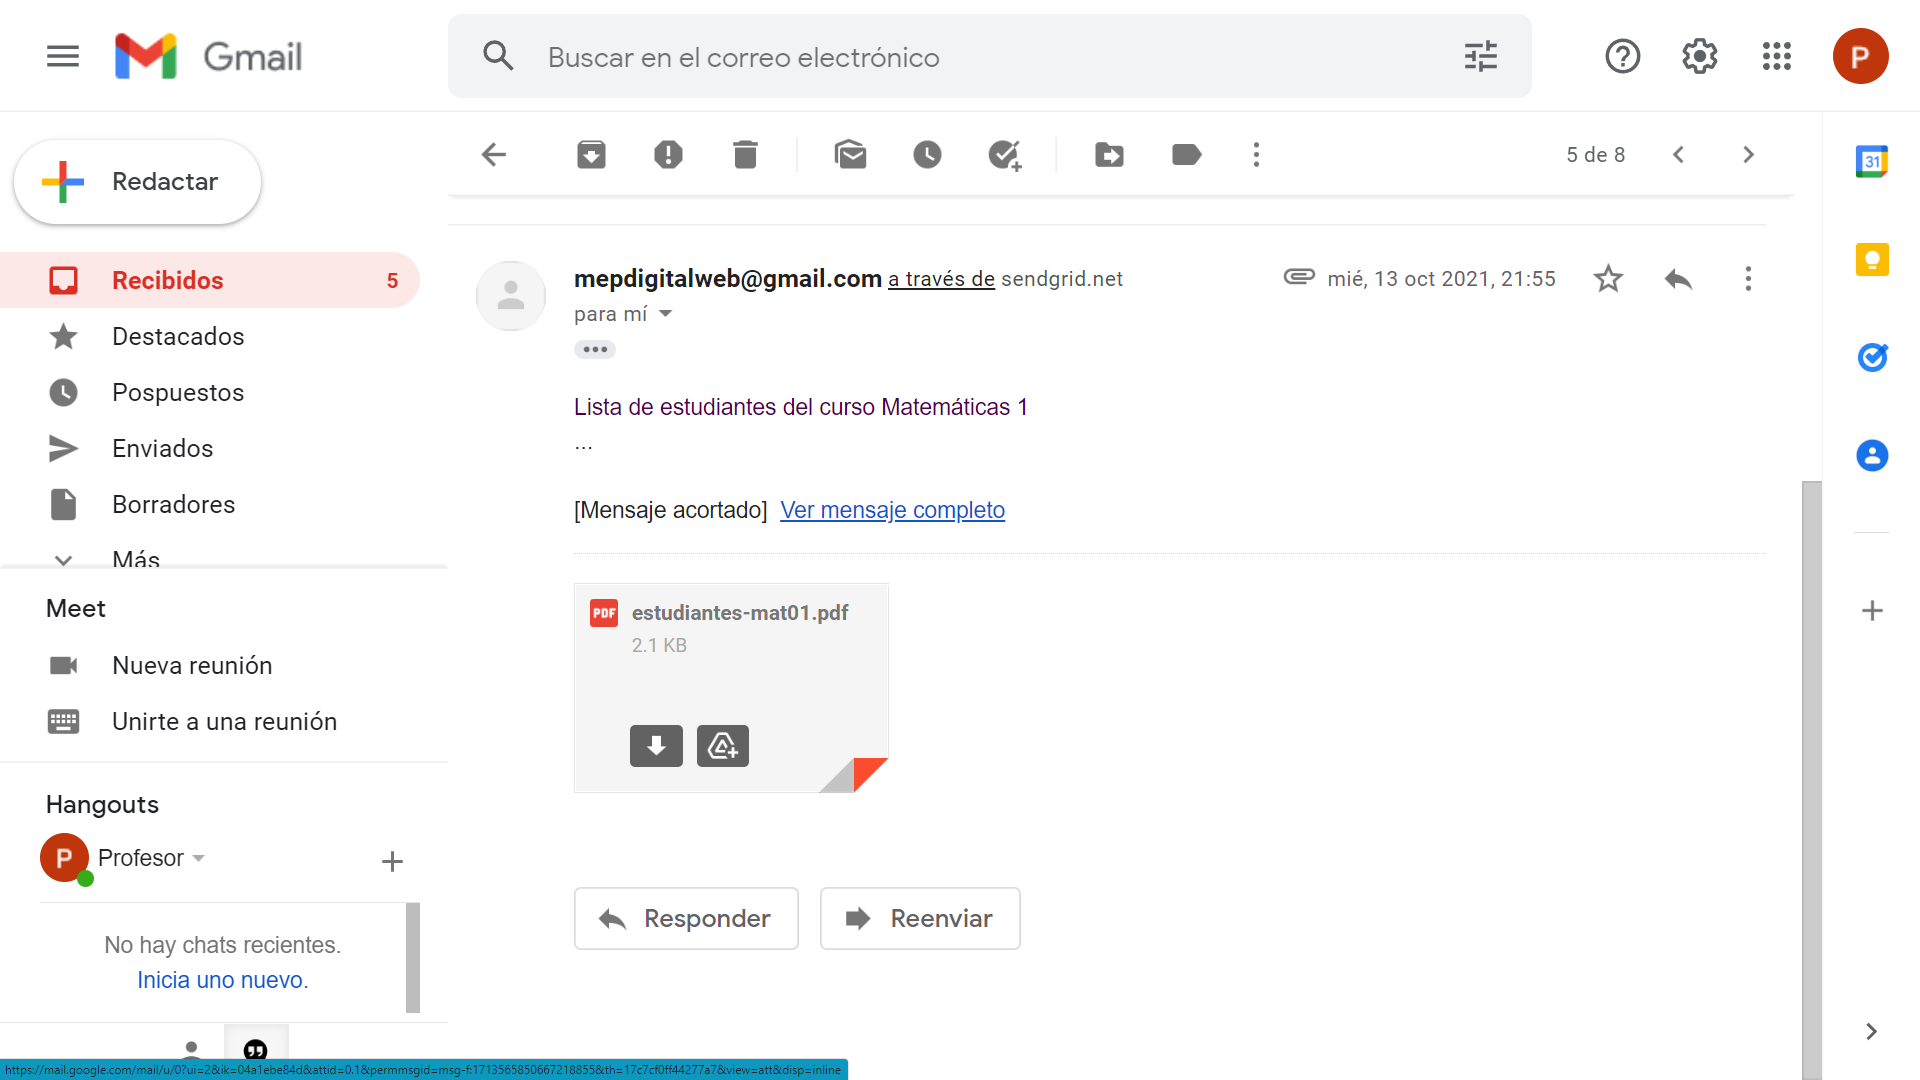 Gmail
Buscar en el correo electrónico
P
Redactar
5 de 8
31
Recibidos 5
Destacados
Pospuestos
Enviados
Borradores
Más
Meet
Nueva reunión
Unirte a una reunión
Hangouts
P Profesor
No hay chats recientes.
Inicia uno nuevo.
mepdigitalweb@gmail.com a través de sendgrid.net
mié, 13 oct 2021, 21:55
para mí
Lista de estudiantes del curso Matemáticas 1
...
[Mensaje acortado] Ver mensaje completo
PDF estudiantes-mat01.pdf
2.1 KB
Responder
Reenviar
https://mail.google.com/mail/u/0?ui=2&ik=04a1ebe84d&attid=0.1&permmsgid=msg-f:1713565850667218855&th=17c7cf0ff44277a7&view=att&disp=inline